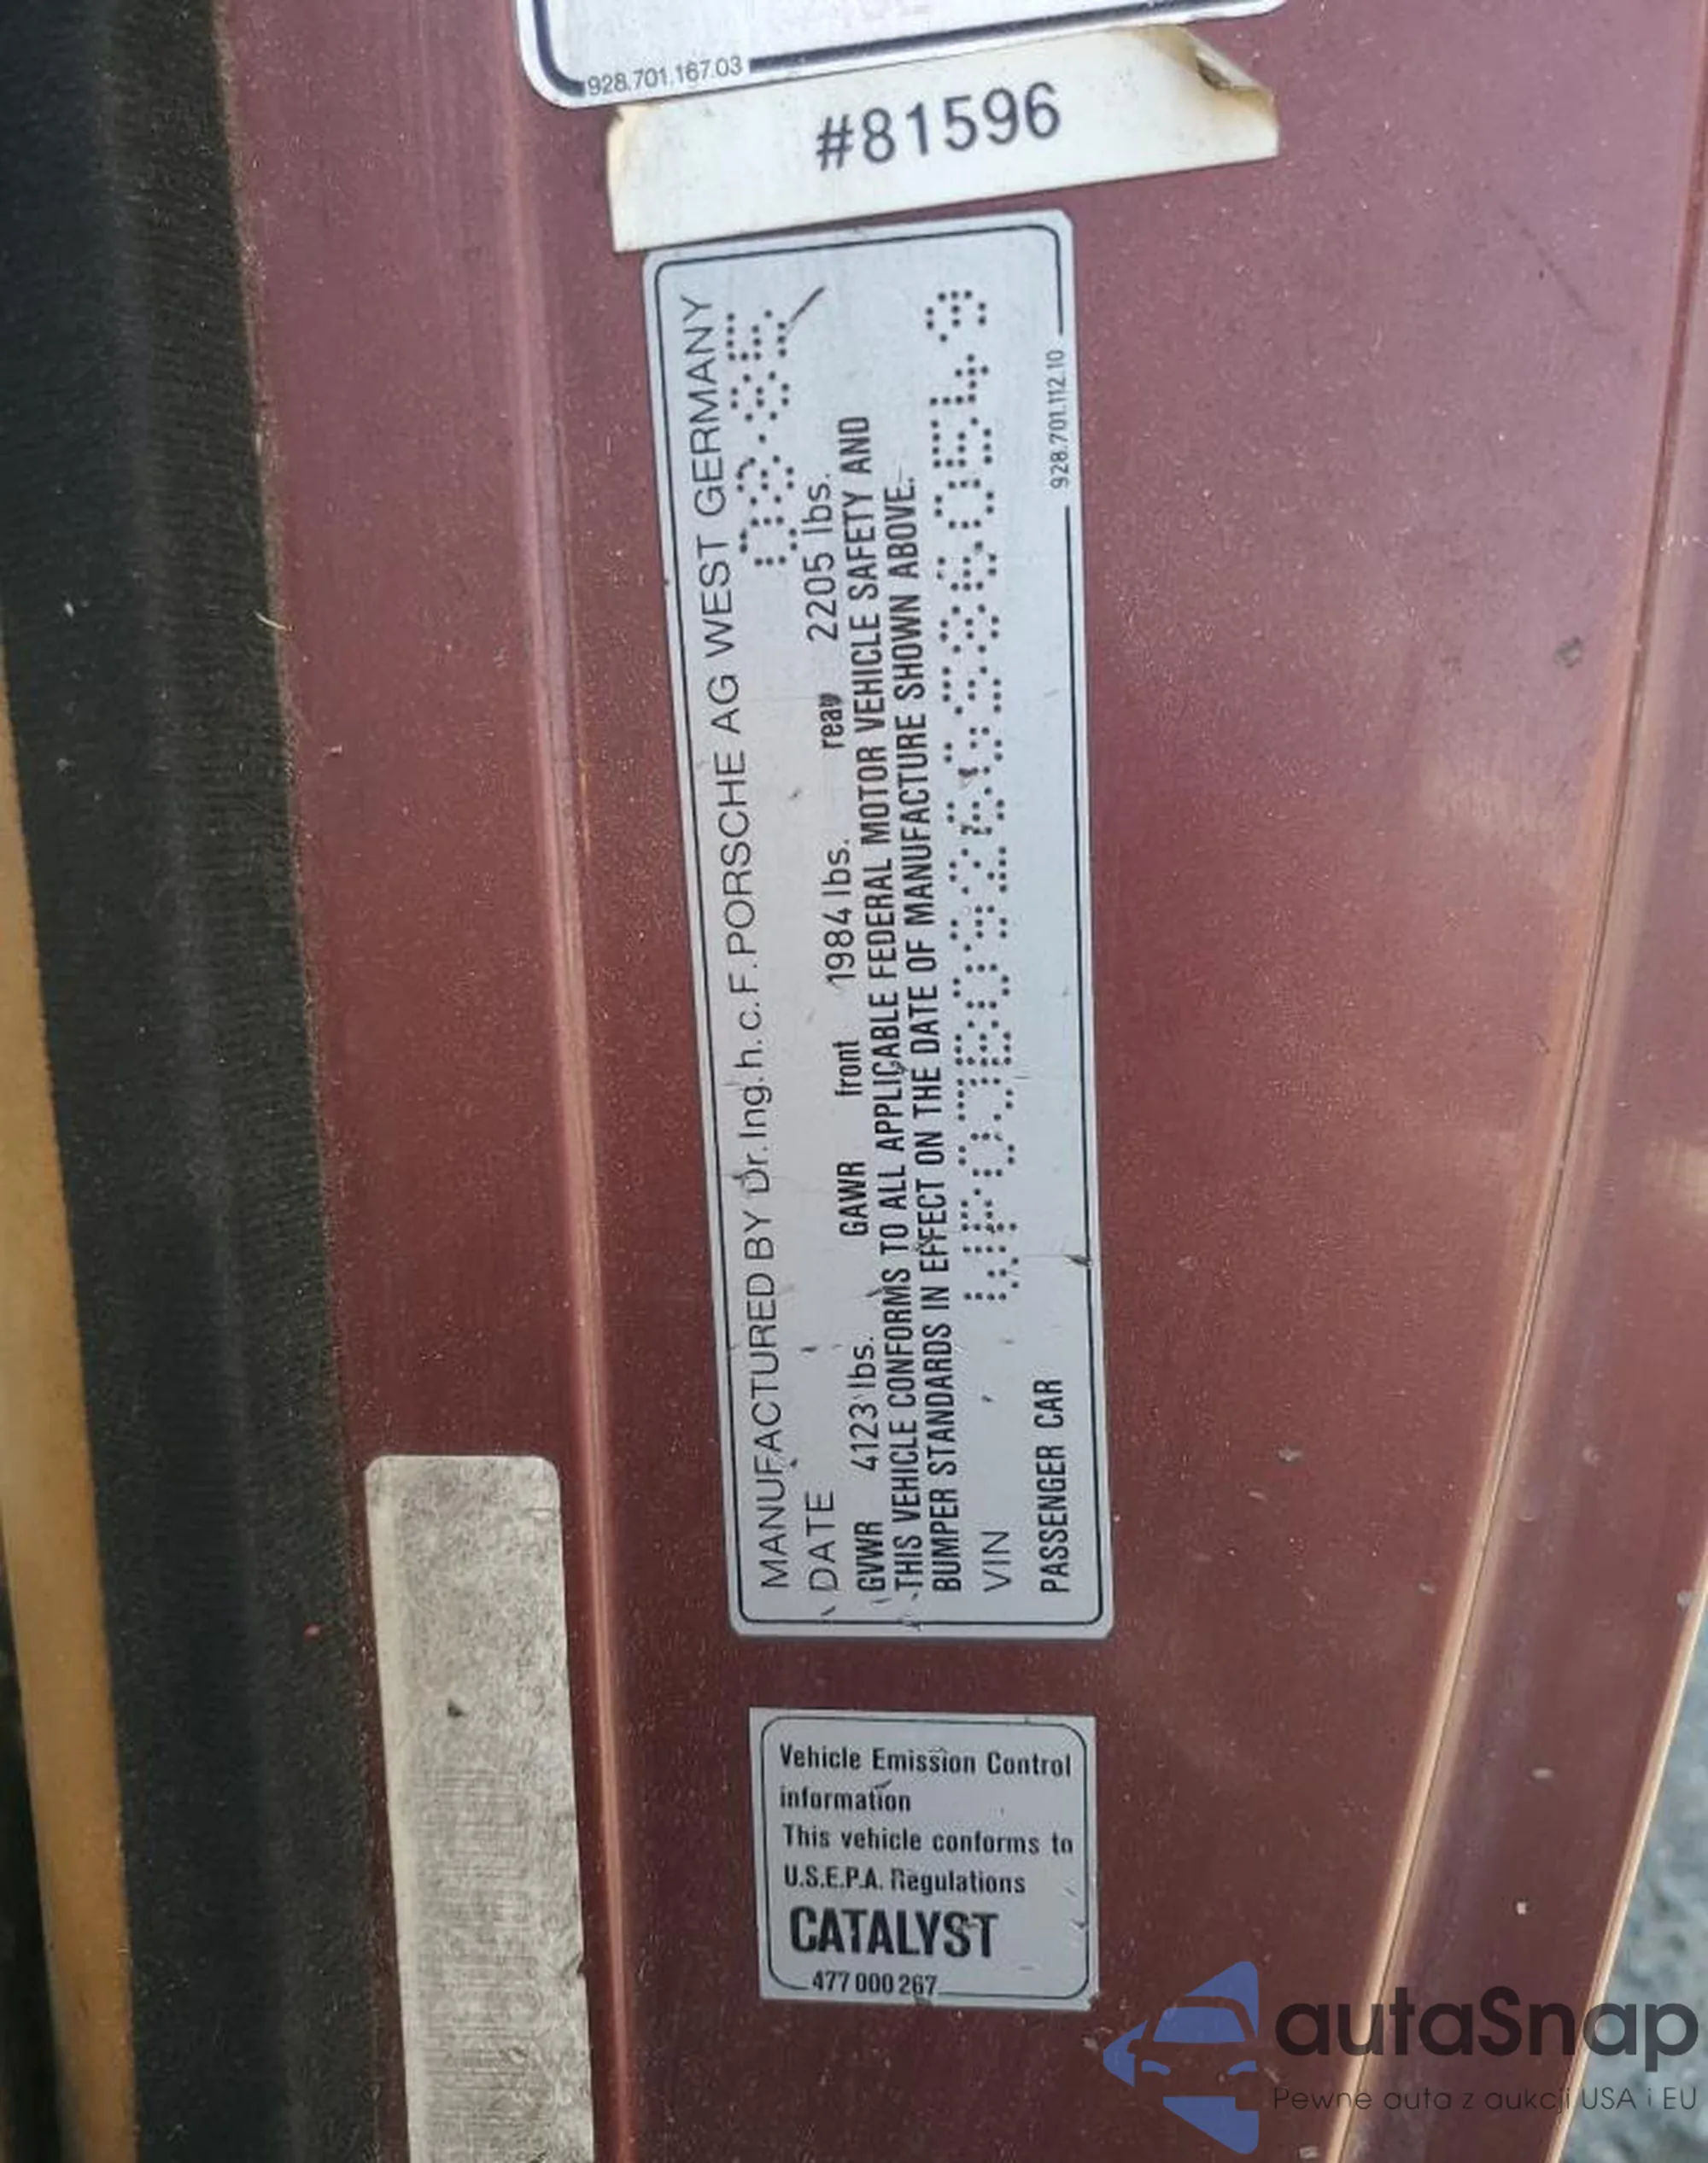 928.701.167.03
#81596
MANUFACTURED BY Dr. Ing. h. c. F. PORSCHE AG WEST GERMANY
DATE
GVWR 4123 lbs. GAWR front 1984 lbs. rear 2205 lbs.
THIS VEHICLE CONFORMS TO ALL APPLICABLE FEDERAL MOTOR VEHICLE SAFETY AND
BUMPER STANDARDS IN EFFECT ON THE DATE OF MANUFACTURE SHOWN ABOVE.
VIN
PASSENGER CAR
928.701.112.10
Vehicle Emission Control
information
This vehicle conforms to
U.S.E.P.A. Regulations
CATALYST
477 000 267
autaSnap
Pewne auta z aukcji USA i EU